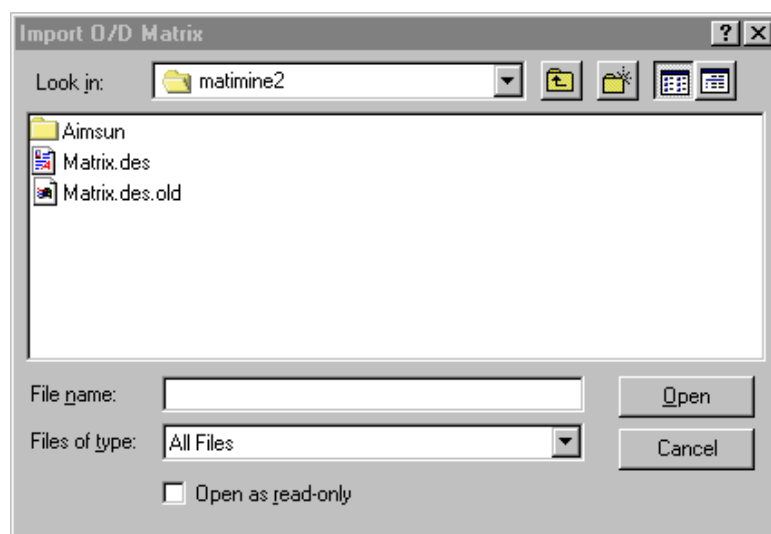 Import O/D Matrix
Look in: matimine2
Aimsun
Matrix.des
Matrix.des.old
File name: Open
Files of type: All Files Cancel
Open as read-only